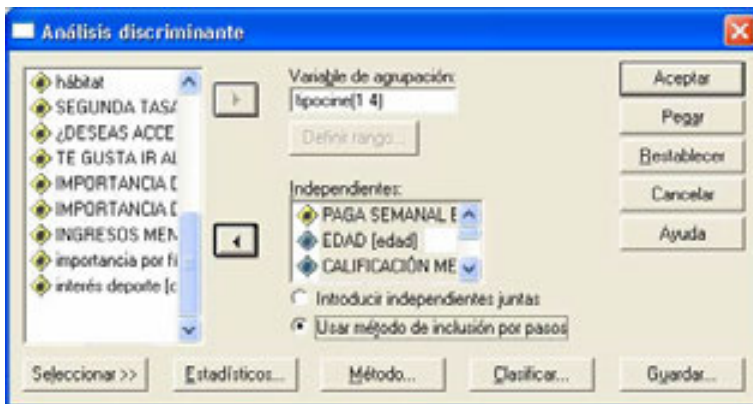 Análisis discriminante
hábitat
SEGUNDA TASA
¿DESEAS ACCE
TE GUSTA IR AL
IMPORTANCIA D
IMPORTANCIA D
INGRESOS MEN
importancia por fi
interés deporte [d
Variable de agrupación:
tipocine(1 4)
Definir rango...
Independientes:
PAGA SEMANAL E
EDAD [edad]
CALIFICACIÓN ME
Introducir independientes juntas
Usar método de inclusión por pasos
Aceptar
Pegar
Restablecer
Cancelar
Ayuda
Seleccionar >>
Estadísticos...
Método...
Clasificar...
Guardar...